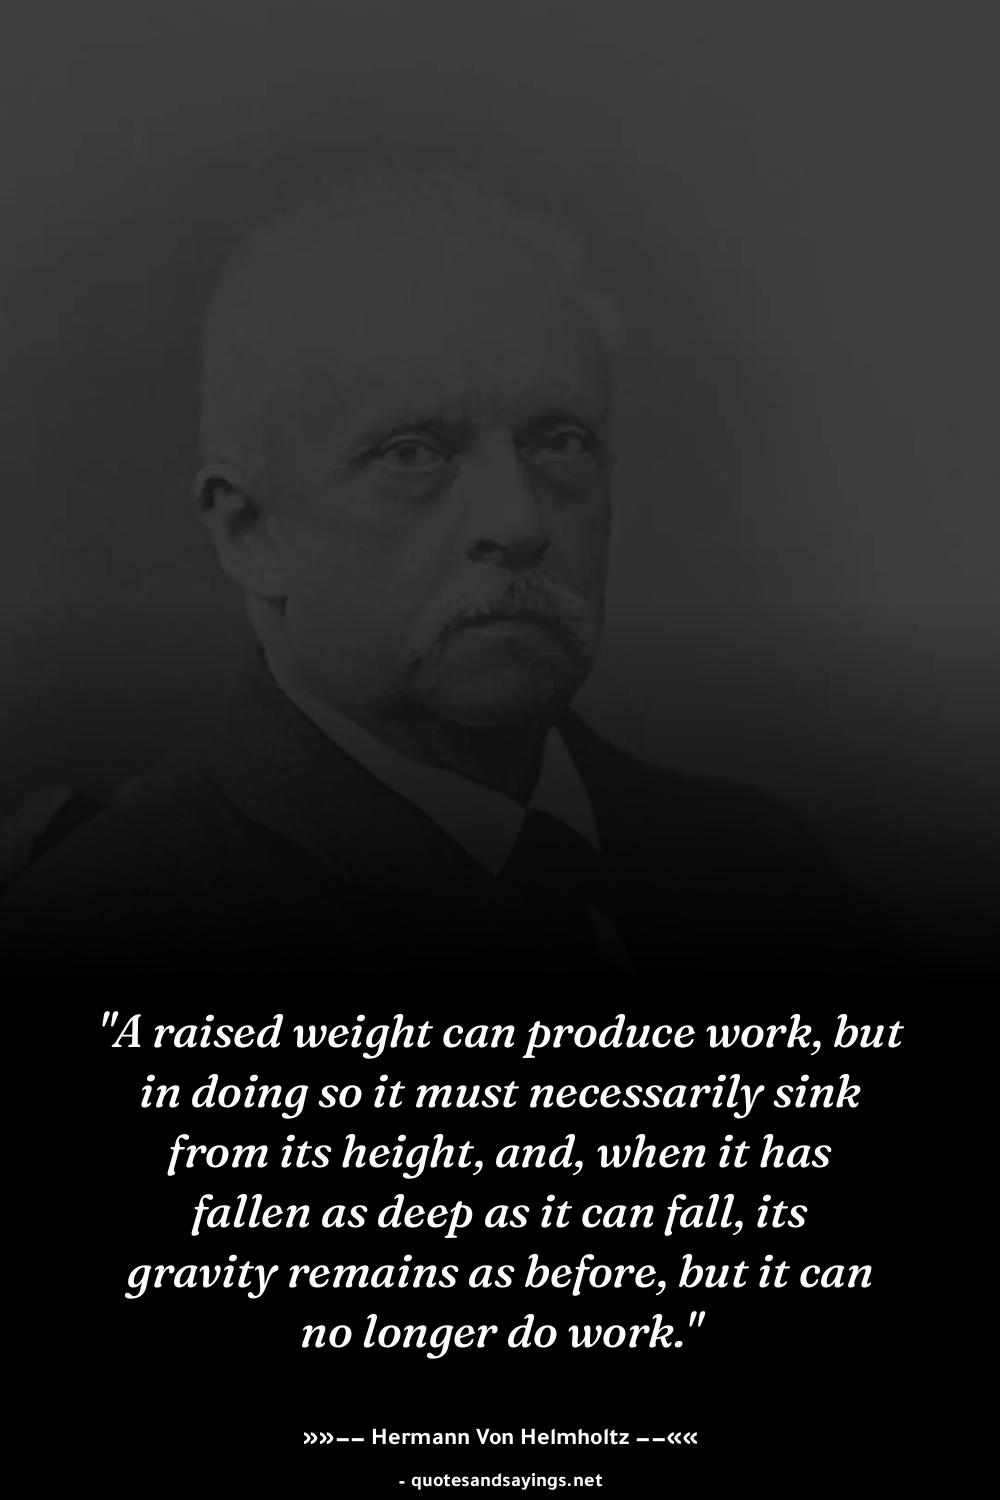 "A raised weight can produce work, but
in doing so it must necessarily sink
from its height, and, when it has
fallen as deep as it can fall, its
gravity remains as before, but it can
no longer do work."
»»-- Hermann Von Helmholtz --««
- quotesandsayings.net